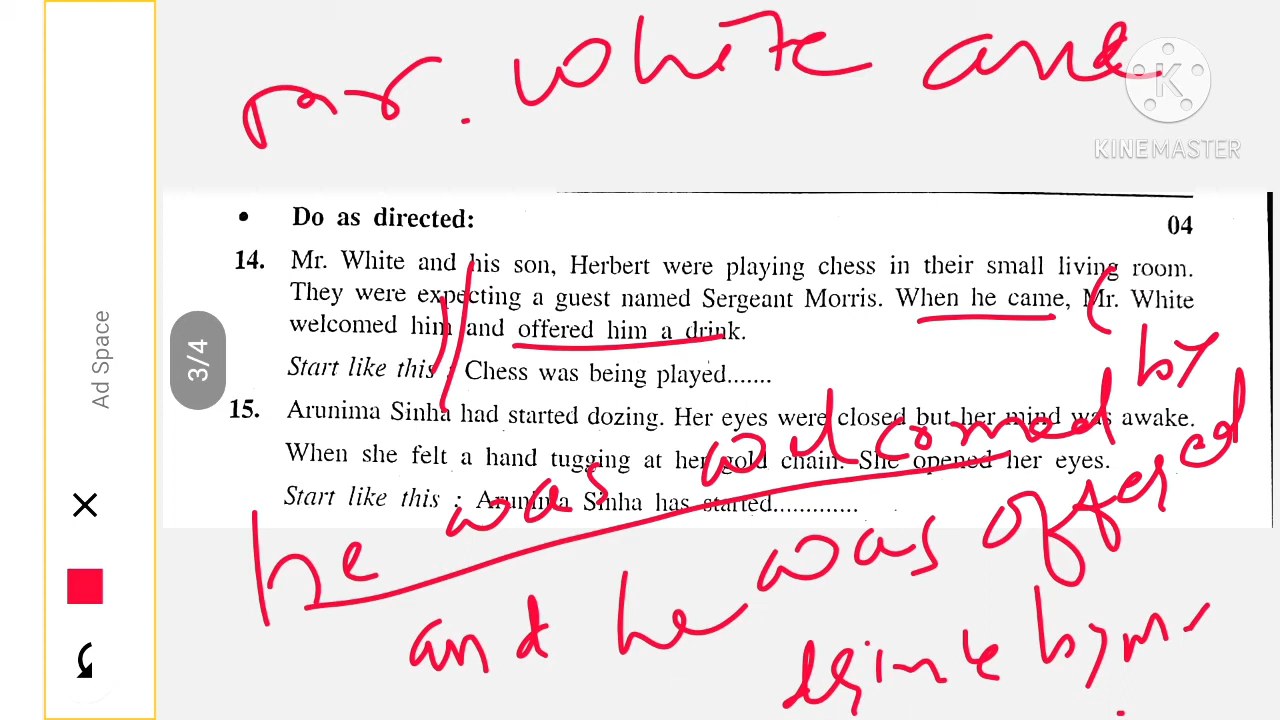 mr. white and
KINEMASTER
• Do as directed: 04
14. Mr. White and his son, Herbert were playing chess in their small living room.
They were expecting a guest named Sergeant Morris. When he came, Mr. White
welcomed him and offered him a drink.
Start like this : Chess was being played.......
15. Arunima Sinha had started dozing. Her eyes were closed but her mind was awake.
When she felt a hand tugging at her gold chain. She opened her eyes.
Start like this : Arunima Sinha has started.............
he was welcomed by
and he was offered
drink by m.
Ad Space
3/4